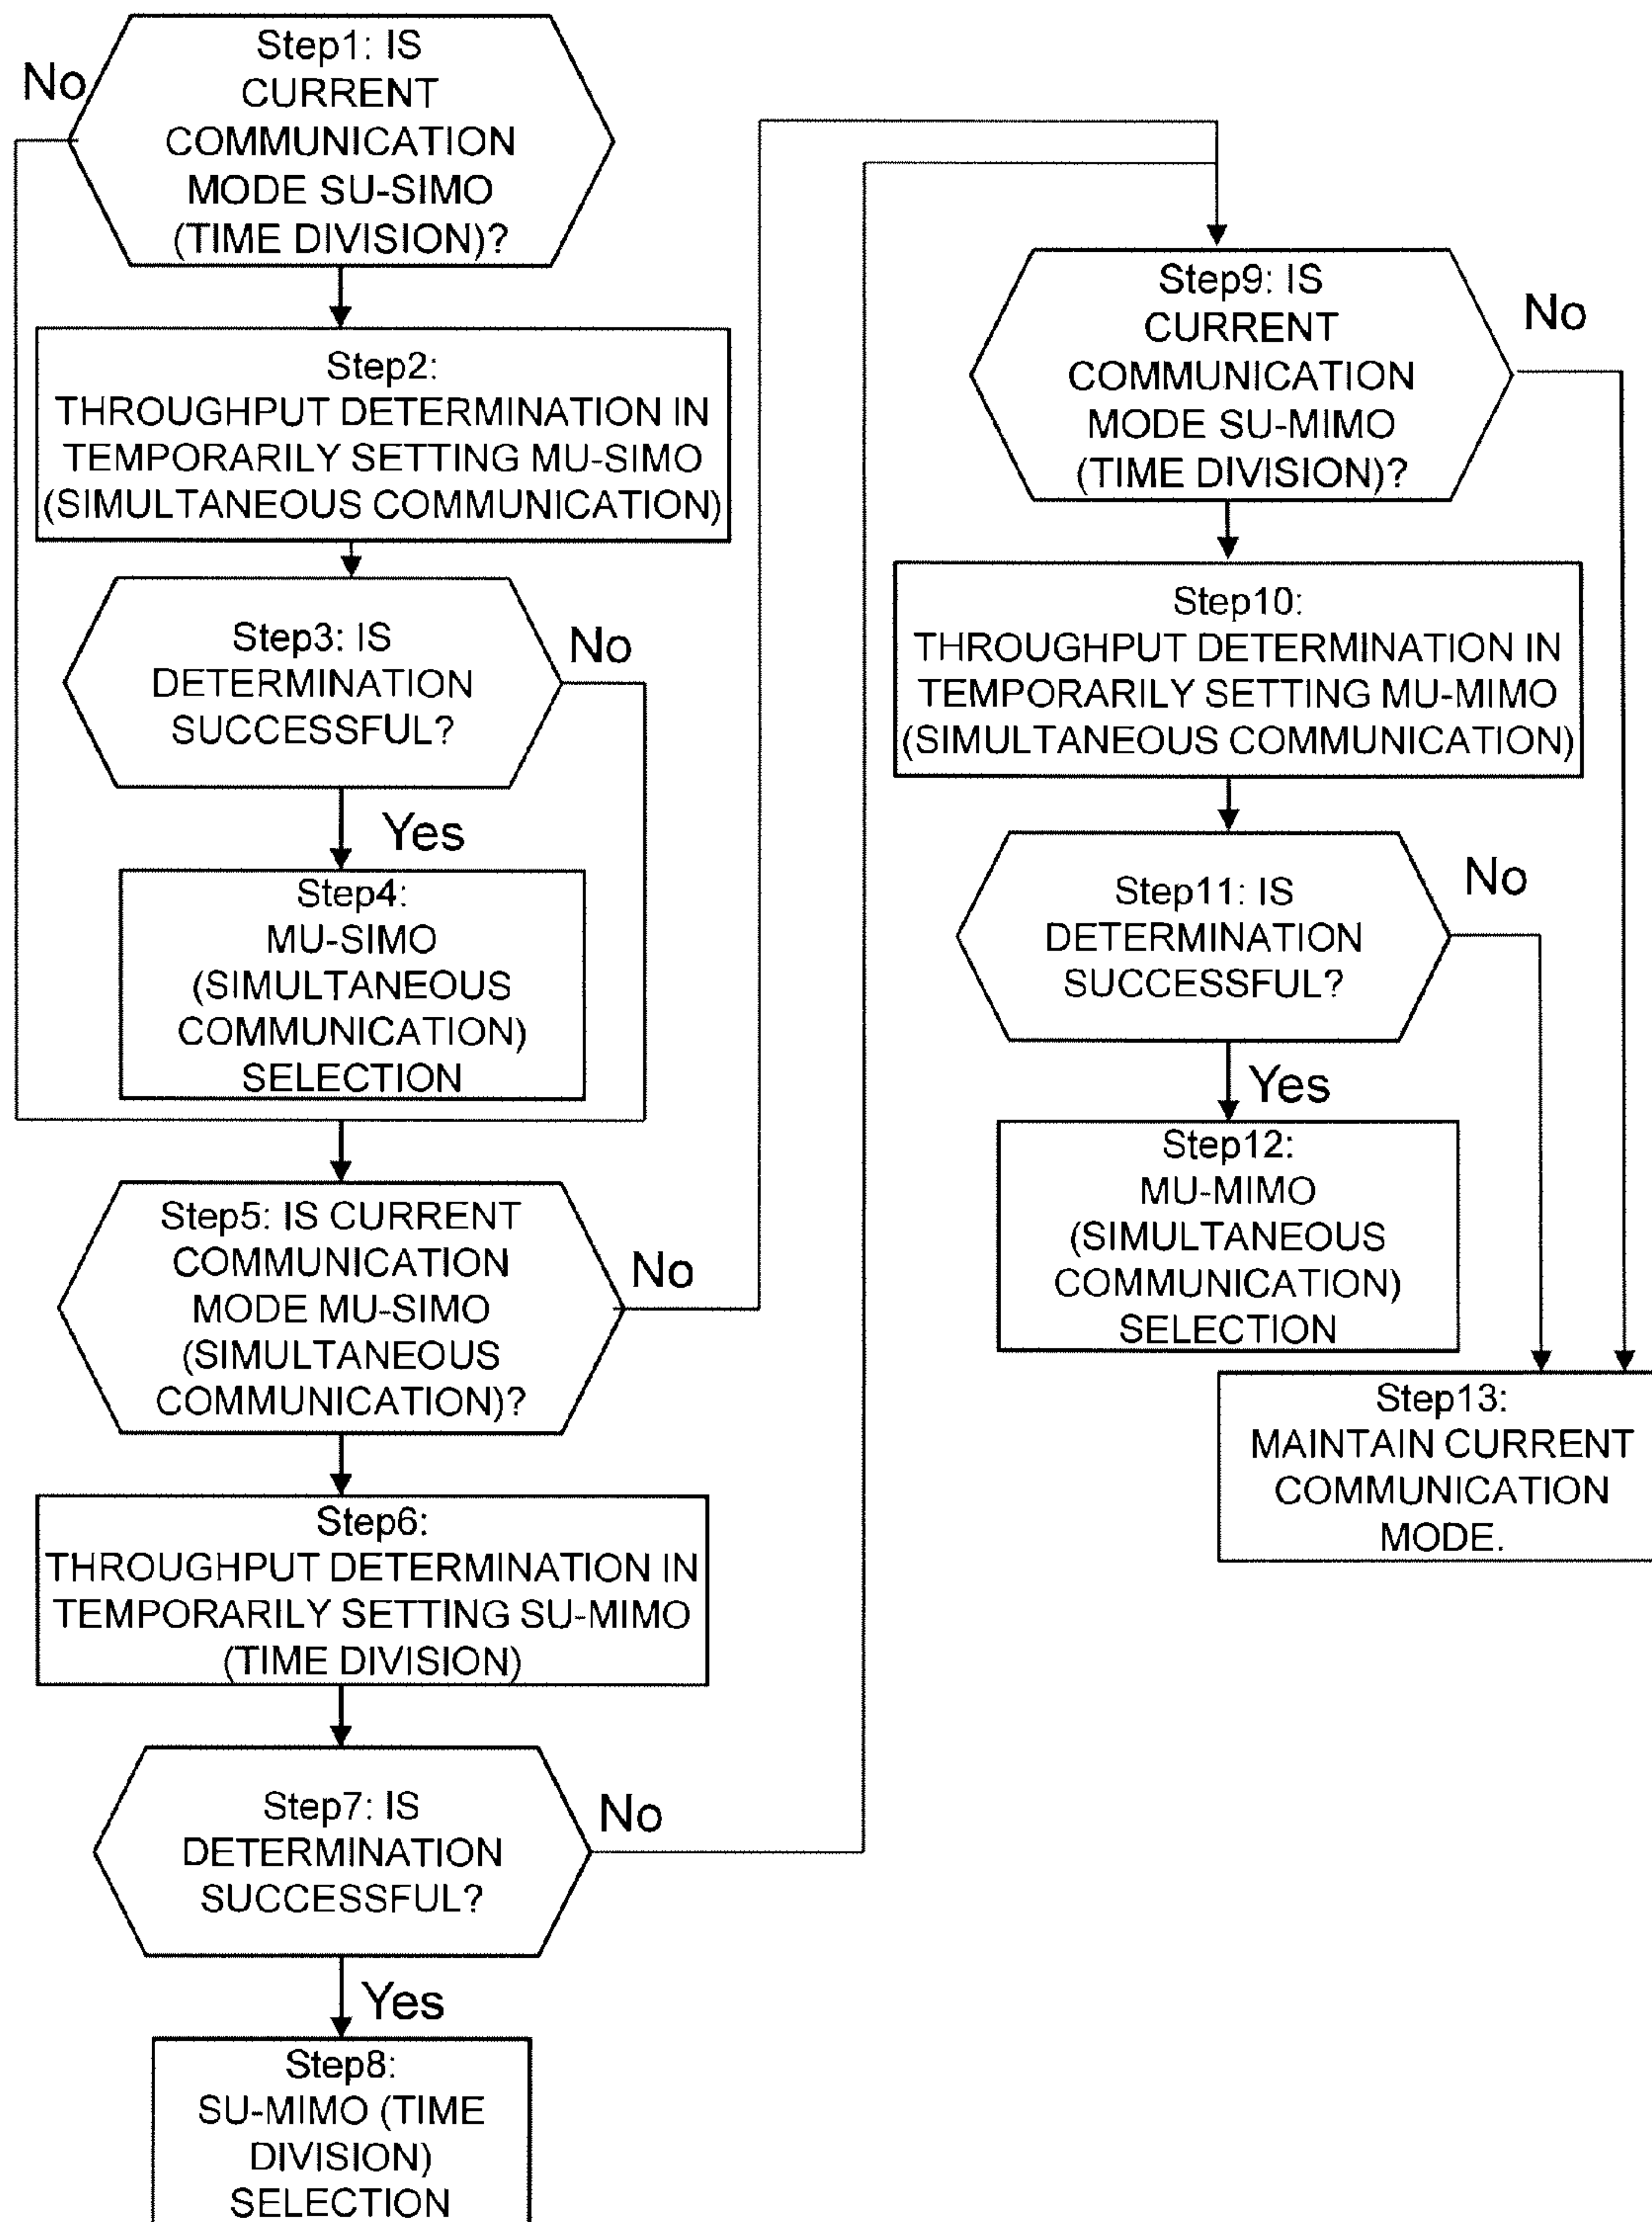 No
Step1: IS
CURRENT
COMMUNICATION
MODE SU-SIMO
(TIME DIVISION)?
Step2:
THROUGHPUT DETERMINATION IN
TEMPORARILY SETTING MU-SIMO
(SIMULTANEOUS COMMUNICATION)
Step3: IS
DETERMINATION
SUCCESSFUL?
No
Yes
Step4:
MU-SIMO
(SIMULTANEOUS
COMMUNICATION)
SELECTION
Step5: IS CURRENT
COMMUNICATION
MODE MU-SIMO
(SIMULTANEOUS
COMMUNICATION)?
No
Step6:
THROUGHPUT DETERMINATION IN
TEMPORARILY SETTING SU-MIMO
(TIME DIVISION)
Step7: IS
DETERMINATION
SUCCESSFUL?
No
Yes
Step8:
SU-MIMO (TIME
DIVISION)
SELECTION
Step9: IS
CURRENT
COMMUNICATION
MODE SU-MIMO
(TIME DIVISION)?
No
Step10:
THROUGHPUT DETERMINATION IN
TEMPORARILY SETTING MU-MIMO
(SIMULTANEOUS COMMUNICATION)
Step11: IS
DETERMINATION
SUCCESSFUL?
No
Yes
Step12:
MU-MIMO
(SIMULTANEOUS
COMMUNICATION)
SELECTION
Step13:
MAINTAIN CURRENT
COMMUNICATION
MODE.